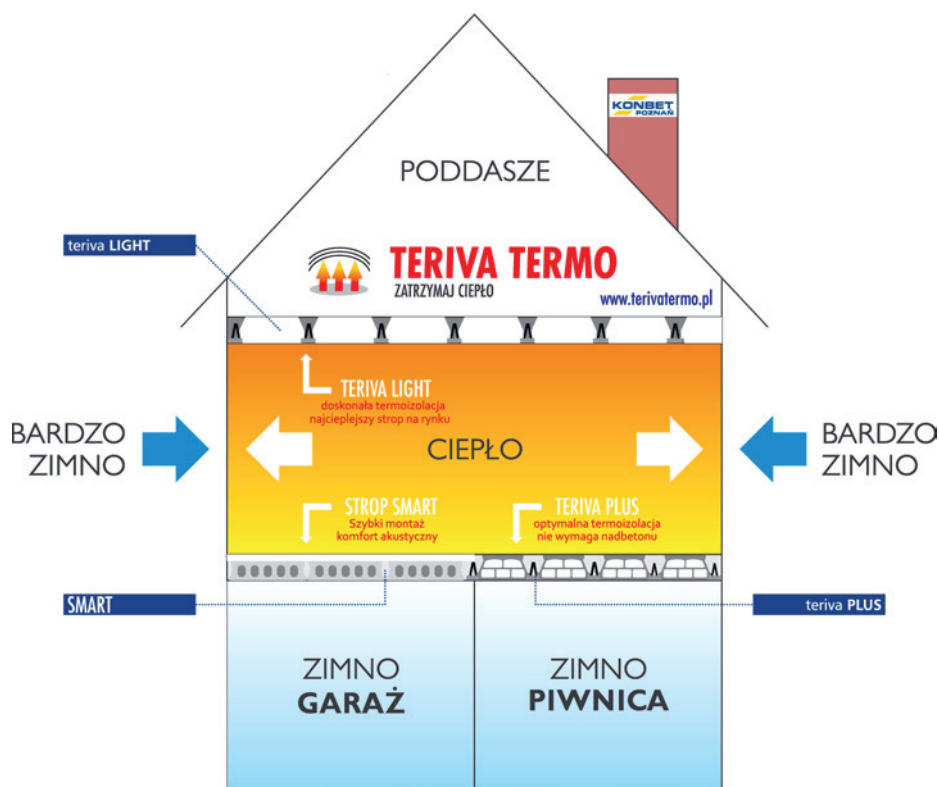 KONBET
POZNAŃ
PODDASZE
teriva LIGHT
TERIVA TERMO
ZATRZYMAJ CIEPŁO
www.terivatermo.pl
TERIVA LIGHT
doskonała termoizolacja
najcieplejszy strop na rynku
BARDZO
ZIMNO
CIEPŁO
BARDZO
ZIMNO
STROP SMART
Szybki montaż
komfort akustyczny
TERIVA PLUS
optymalna termoizolacja
nie wymaga nadbetonu
SMART
teriva PLUS
ZIMNO
GARAŻ
ZIMNO
PIWNICA